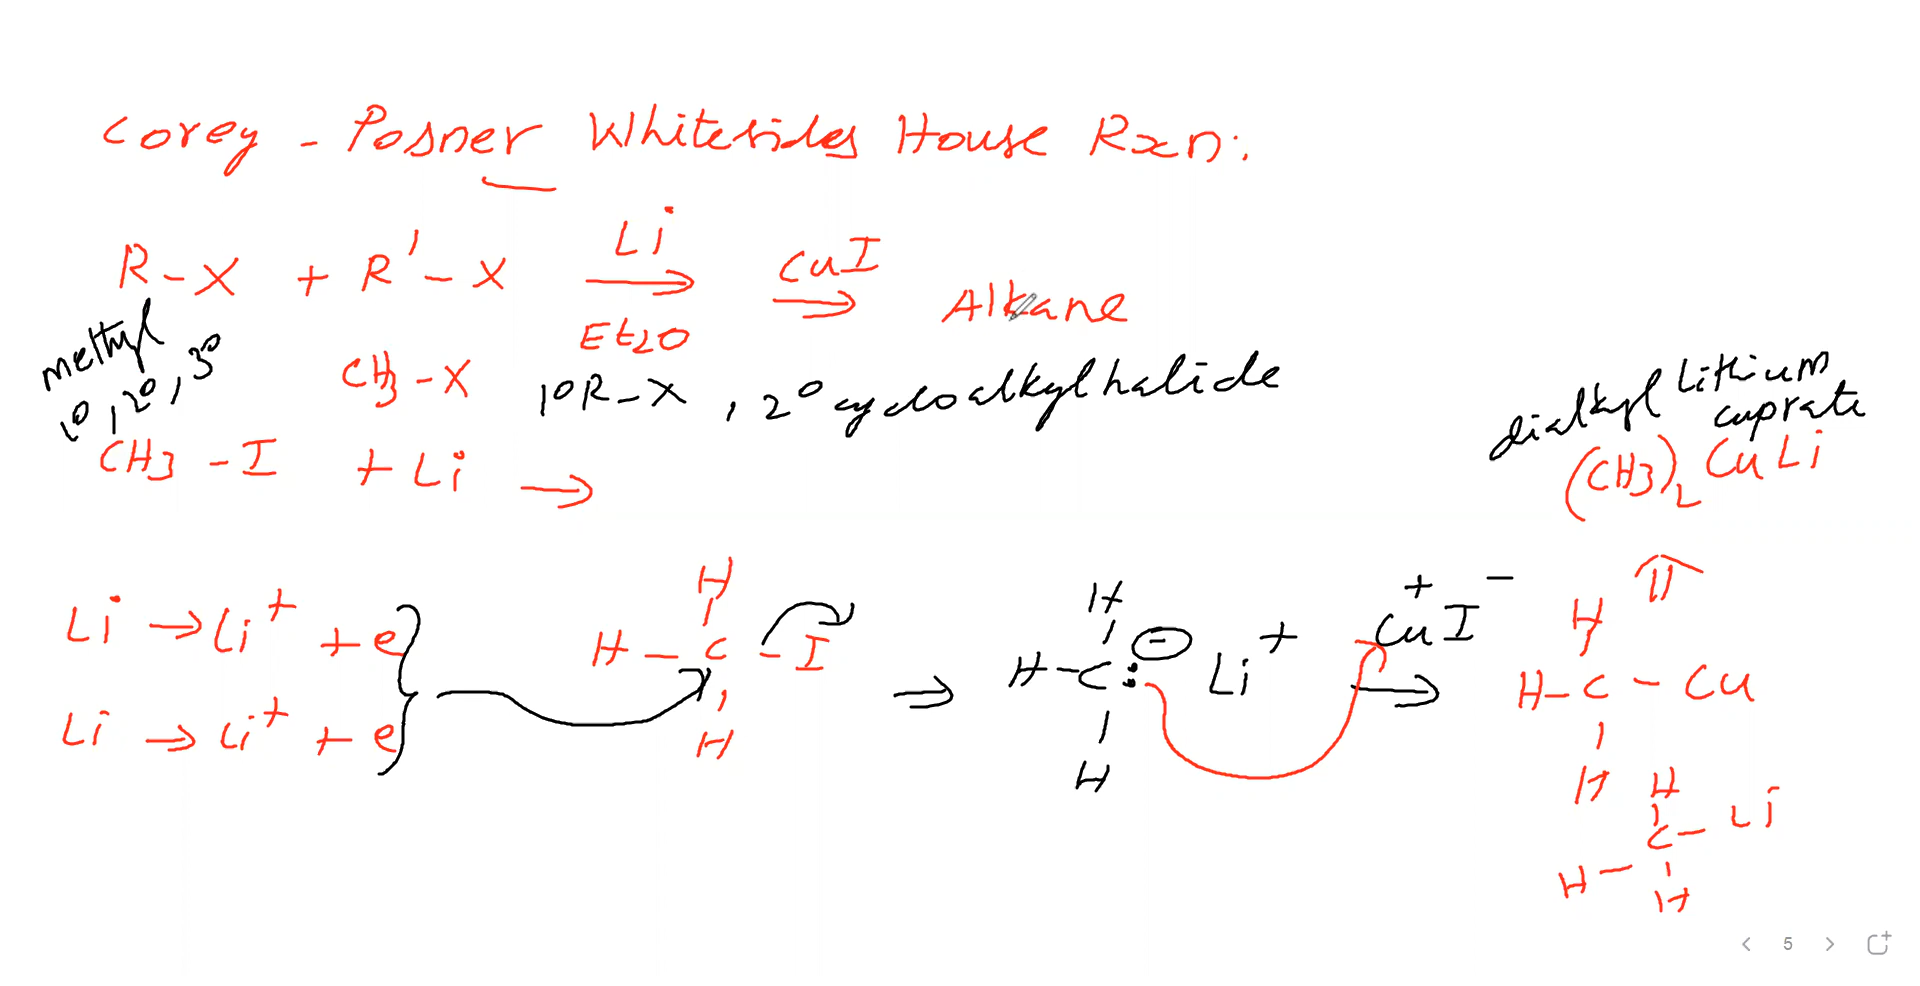 Corey - Posner Whitesides House Rxn:
R - X + R' - X Li Et2O → CuI → Alkane
methyl 1°, 2°, 3°
CH3 - X 1° R - X , 2° cycloalkyl halide
dialkyl Lithium cuprate
(CH3)2 CuLi
CH3 - I + Li →
Li → Li+ + e
Li → Li+ + e
H
H - C - I
H
⇒
H
H - C : - Li+
H
Cu+ I-
⇒
⇑
H
H - C - Cu
H
H
C - Li
H -
H
5